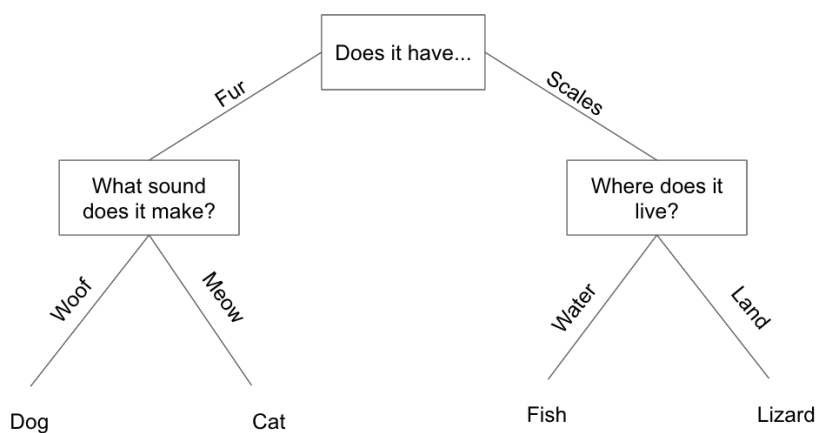 Does it have...
Fur
Scales
What sound
does it make?
Where does it
live?
Woof
Meow
Water
Land
Dog
Cat
Fish
Lizard